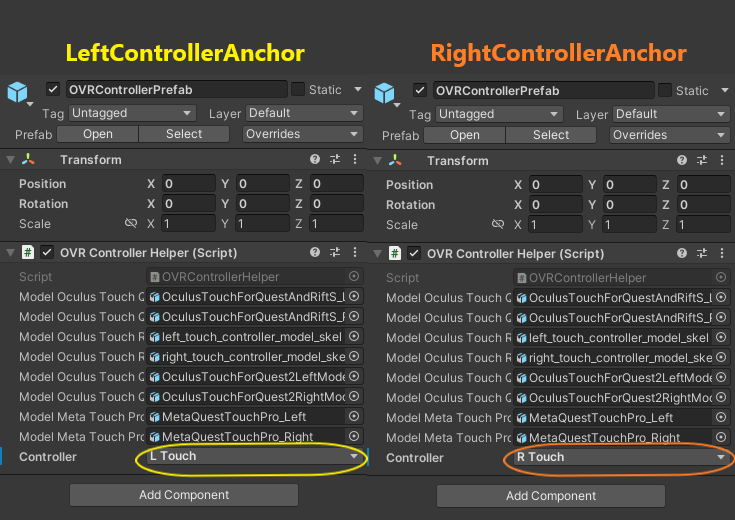 LeftControllerAnchor
OVRControllerPrefab
Static
Tag Untagged Layer Default
Prefab Open Select Overrides
Transform
Position X 0 Y 0 Z 0
Rotation X 0 Y 0 Z 0
Scale X 1 Y 1 Z 1
OVR Controller Helper (Script)
Script OVRControllerHelper
Model Oculus Touch Q OculusTouchForQuestAndRiftS_L
Model Oculus Touch Q OculusTouchForQuestAndRiftS_R
Model Oculus Touch R left_touch_controller_model_skel
Model Oculus Touch R right_touch_controller_model_ske
Model Oculus Touch Q OculusTouchForQuest2LeftMode
Model Oculus Touch Q OculusTouchForQuest2RightMod
Model Meta Touch Pro MetaQuestTouchPro_Left
Model Meta Touch Pro MetaQuestTouchPro_Right
Controller L Touch
Add Component
RightControllerAnchor
OVRControllerPrefab
Static
Tag Untagged Layer Default
Prefab Open Select Overrides
Transform
Position X 0 Y 0 Z 0
Rotation X 0 Y 0 Z 0
Scale X 1 Y 1 Z 1
OVR Controller Helper (Script)
Script OVRControllerHelper
Model Oculus Touch Q OculusTouchForQuestAndRiftS_L
Model Oculus Touch Q OculusTouchForQuestAndRiftS_R
Model Oculus Touch R left_touch_controller_model_skel
Model Oculus Touch R right_touch_controller_model_ske
Model Oculus Touch Q OculusTouchForQuest2LeftMode
Model Oculus Touch Q OculusTouchForQuest2RightMod
Model Meta Touch Pro MetaQuestTouchPro_Left
Model Meta Touch Pro MetaQuestTouchPro_Right
Controller R Touch
Add Component